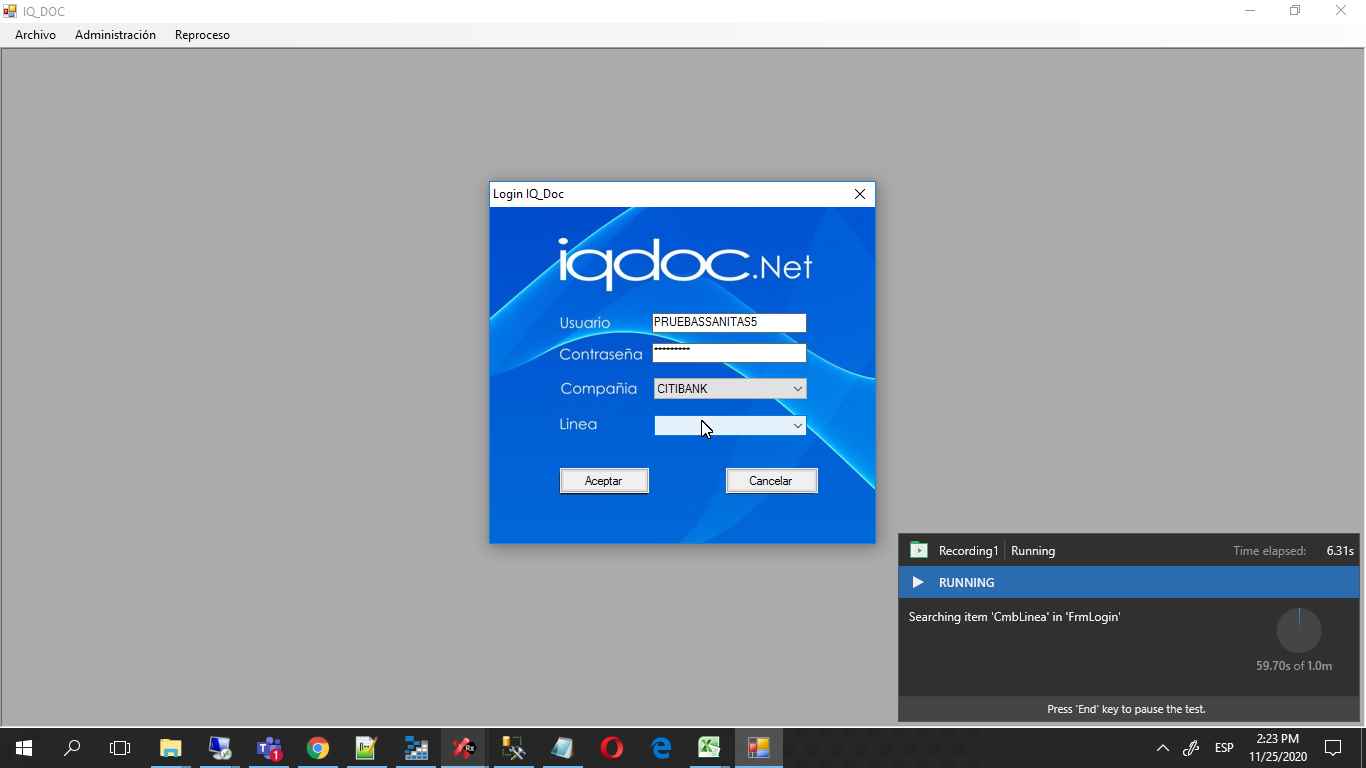 IQ_DOC
Archivo Administración Reproceso
Login IQ_Doc
iqdoc.Net
Usuario PRUEBASSANITAS5
Contraseña *********
Compañia CITIBANK
Linea
Aceptar Cancelar
Recording1 Running Time elapsed: 6.31s
RUNNING
Searching item 'CmbLinea' in 'FrmLogin'
59.70s of 1.0m
Press 'End' key to pause the test.
1 Rx ESP 2:23 PM
11/25/2020